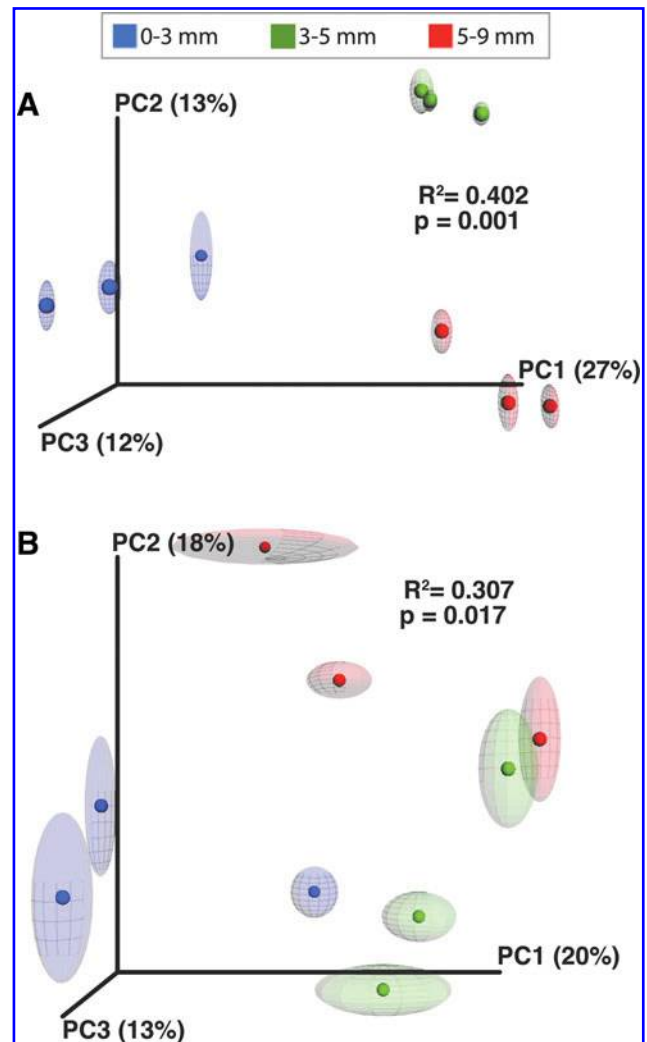 0-3 mm 3-5 mm 5-9 mm
A
PC2 (13%)
R²= 0.402
p = 0.001
PC1 (27%)
PC3 (12%)
B
PC2 (18%)
R²= 0.307
p = 0.017
PC1 (20%)
PC3 (13%)